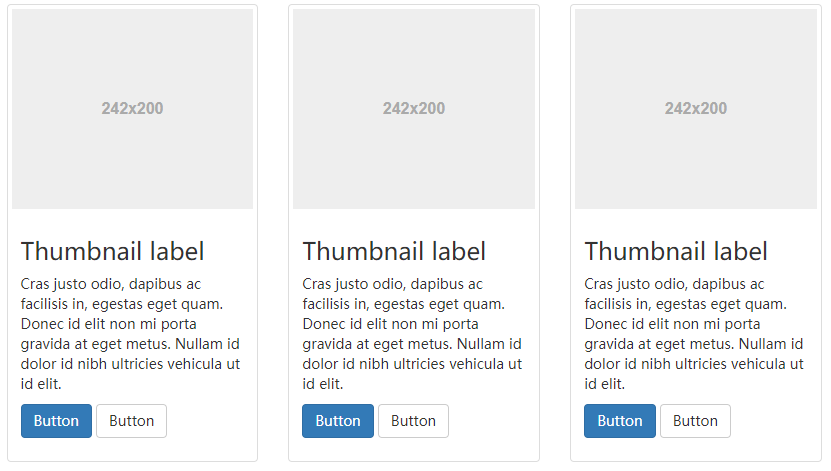 242x200
Thumbnail label
Cras justo odio, dapibus ac
facilisis in, egestas eget quam.
Donec id elit non mi porta
gravida at eget metus. Nullam id
dolor id nibh ultricies vehicula ut
id elit.
Button
Button
242x200
Thumbnail label
Cras justo odio, dapibus ac
facilisis in, egestas eget quam.
Donec id elit non mi porta
gravida at eget metus. Nullam id
dolor id nibh ultricies vehicula ut
id elit.
Button
Button
242x200
Thumbnail label
Cras justo odio, dapibus ac
facilisis in, egestas eget quam.
Donec id elit non mi porta
gravida at eget metus. Nullam id
dolor id nibh ultricies vehicula ut
id elit.
Button
Button